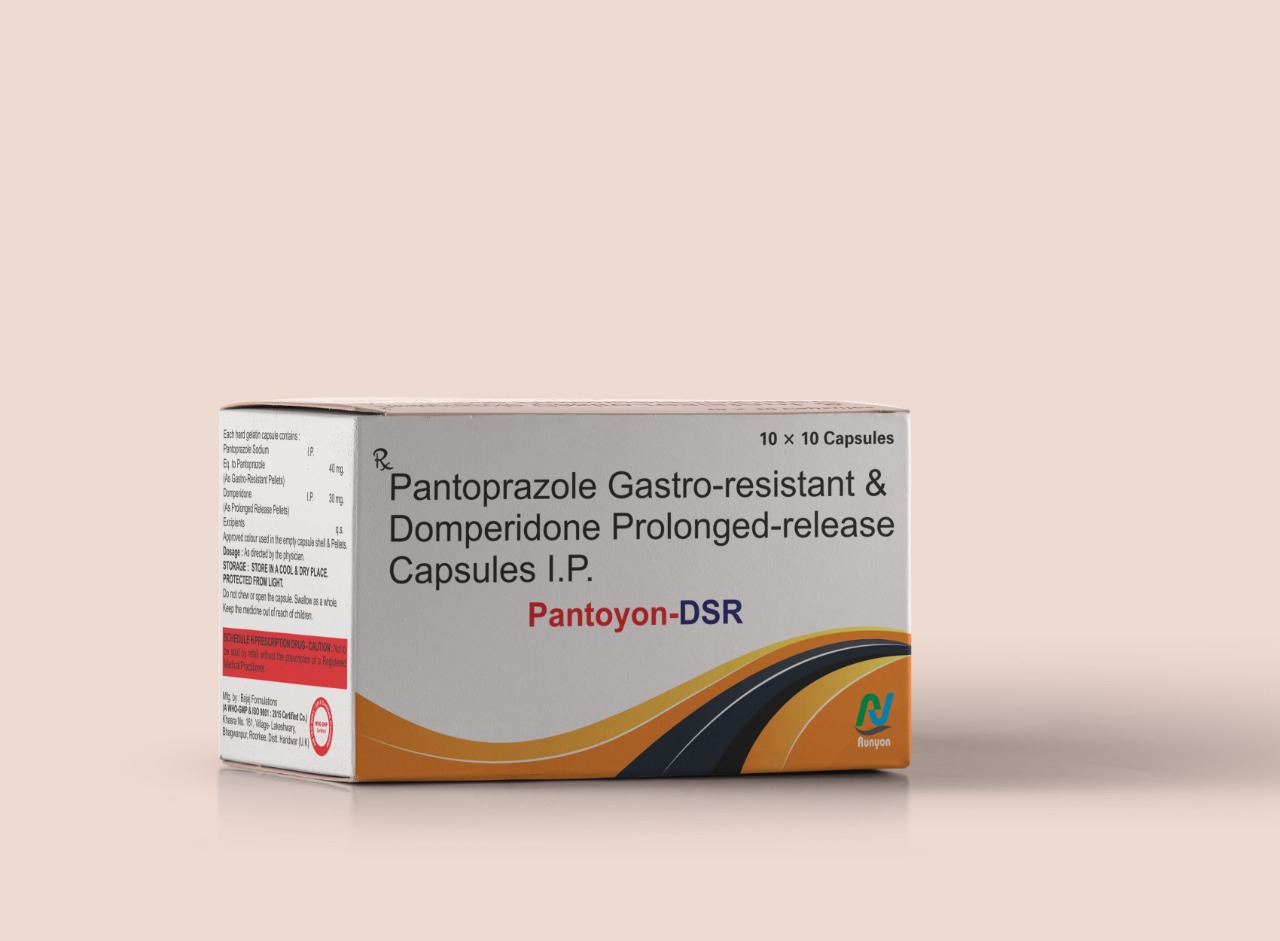 10 × 10 Capsules
Rx
Pantoprazole Gastro-resistant &
Domperidone Prolonged-release
Capsules I.P.
Pantoyon-DSR
Runyon
Each hard gelatin capsule contains :
Pantoprazole Sodium I.P.
Eq. to Pantoprazole 40 mg.
(As Gastro-Resistant Pellets)
Domperidone I.P. 30 mg.
(As Prolonged Release Pellets)
Excipients q.s.
Approved colour used in the empty capsule shell & Pellets.
Dosage : As directed by the physician.
STORAGE : STORE IN A COOL & DRY PLACE.
PROTECTED FROM LIGHT.
Do not chew or open the capsule. Swallow as a whole.
Keep the medicine out of reach of children.
SCHEDULE H PRESCRIPTION DRUG - CAUTION : Not to
be sold by retail without the prescription of a Registered
Medical Practitioner.
Mfg. by : Bajaj Formulations
(A WHO-GMP & ISO 9001 : 2015 Certified Co.)
Khasra No. 161, Village- Lakeshwary,
Bhagwanpur, Roorkee, Distt. Haridwar (U.K)
WHO-GMP
Certified